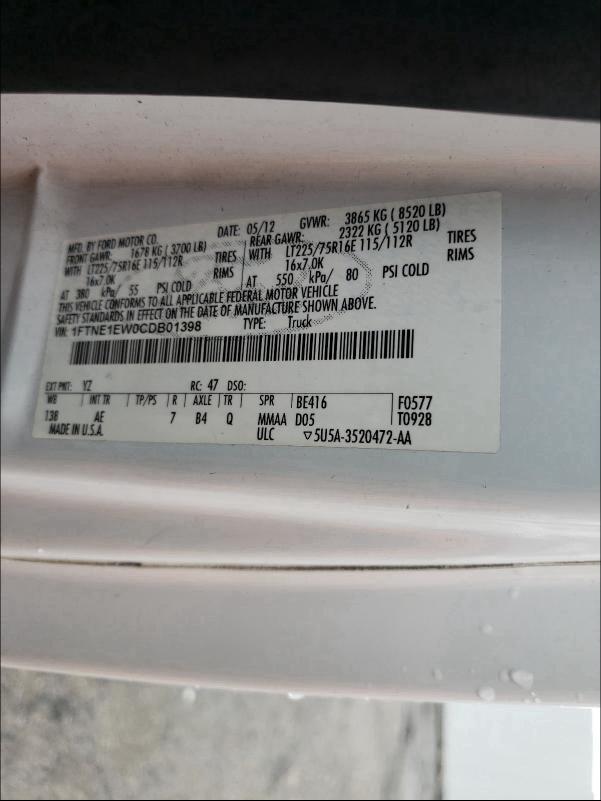 MFD. BY FORD MOTOR CO. DATE: 05/12 GVWR: 3865 KG ( 8520 LB)
FRONT GAWR: 1678 KG ( 3700 LB) REAR GAWR: 2322 KG ( 5120 LB)
WITH LT225/75R16E 115/112R TIRES WITH LT225/75R16E 115/112R TIRES
16x7.0K RIMS 16x7.0K RIMS
AT 380 kPa/ 55 PSI COLD AT 550 kPa/ 80 PSI COLD
THIS VEHICLE CONFORMS TO ALL APPLICABLE FEDERAL MOTOR VEHICLE
SAFETY STANDARDS IN EFFECT ON THE DATE OF MANUFACTURE SHOWN ABOVE.
VIN: 1FTNE1EW0CDB01398 TYPE: Truck
EXT PNT: YZ RC: 47 DSO:
WB INT TR TP/PS R AXLE TR SPR BE416 F0577
138 AE 7 B4 Q MMAA D05 T0928
MADE IN U.S.A. ULC ▽5U5A-3520472-AA